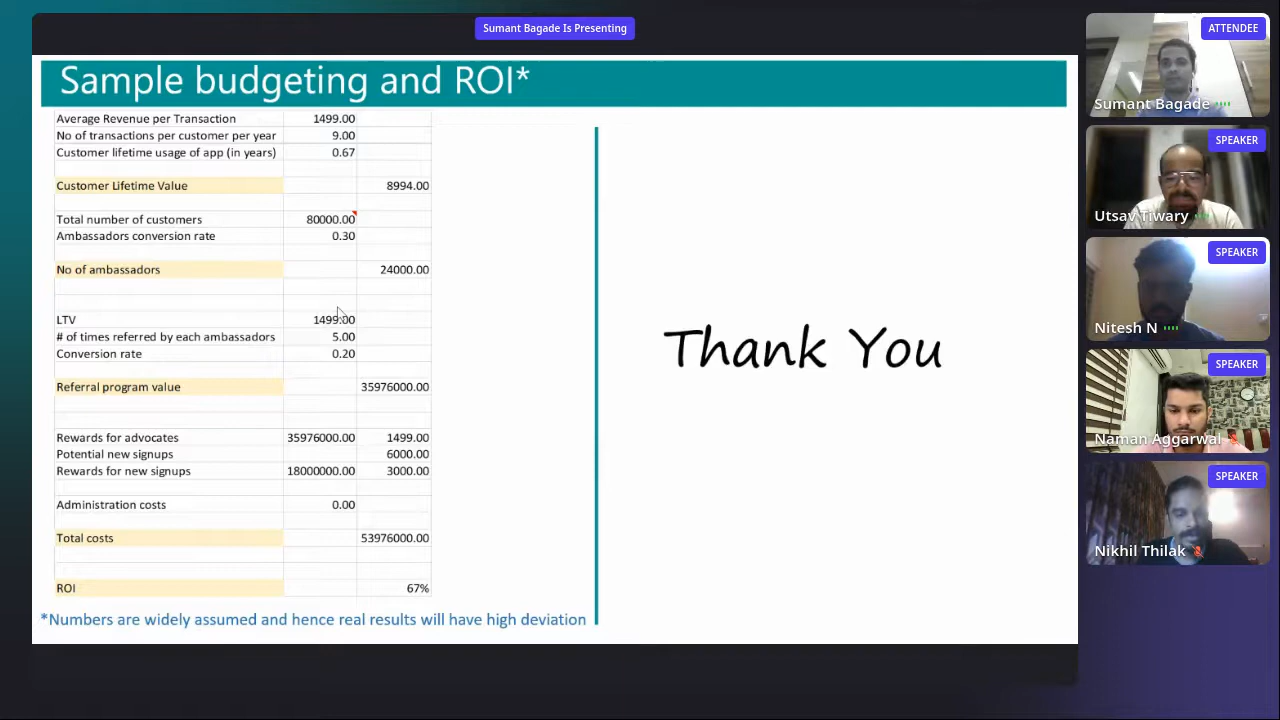 Sumant Bagade Is Presenting
Sample budgeting and ROI*
Average Revenue per Transaction 1499.00
No of transactions per customer per year 9.00
Customer lifetime usage of app (in years) 0.67
Customer Lifetime Value 8994.00
Total number of customers 80000.00
Ambassadors conversion rate 0.30
No of ambassadors 24000.00
LTV 1499.00
# of times referred by each ambassadors 5.00
Conversion rate 0.20
Referral program value 35976000.00
Rewards for advocates 35976000.00 1499.00
Potential new signups 6000.00
Rewards for new signups 18000000.00 3000.00
Administration costs 0.00
Total costs 53976000.00
ROI 67%
*Numbers are widely assumed and hence real results will have high deviation
Thank You
ATTENDEE
Sumant Bagade
SPEAKER
Utsav Tiwary
SPEAKER
Nitesh N
SPEAKER
Naman Aggarwal
SPEAKER
Nikhil Thilak